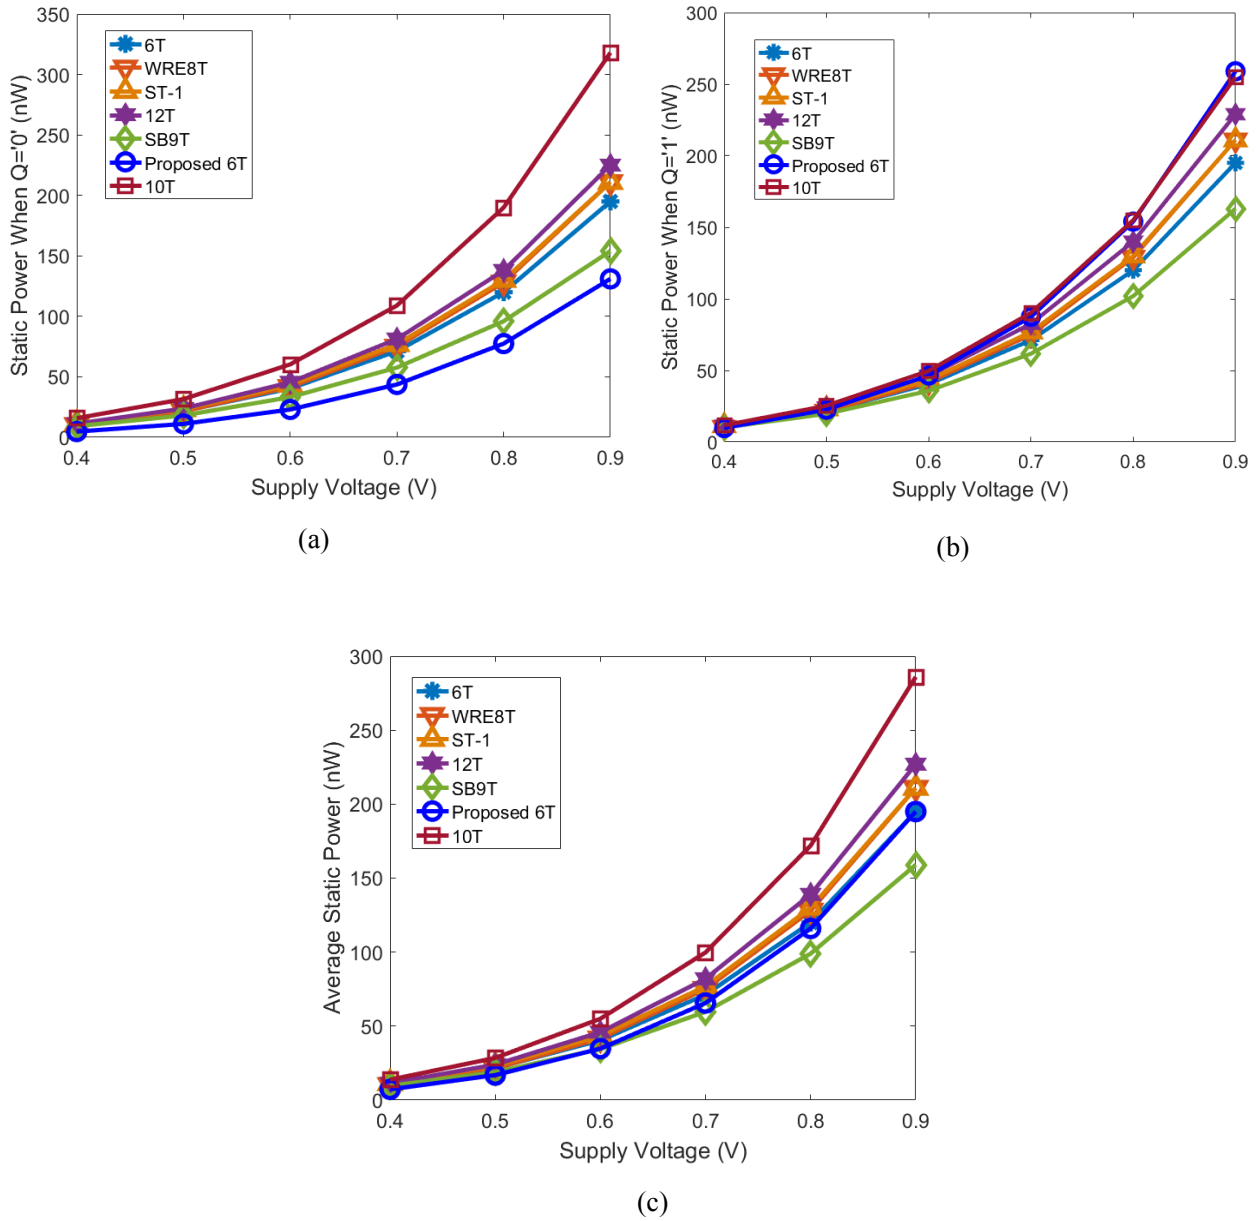 350
300
250
200
150
100
50
0
Static Power When Q='0' (nW)
6T
WRE8T
ST-1
12T
SB9T
Proposed 6T
10T
0.4 0.5 0.6 0.7 0.8 0.9
Supply Voltage (V)
(a)
300
250
200
150
100
50
0
Static Power When Q='1' (nW)
6T
WRE8T
ST-1
12T
SB9T
Proposed 6T
10T
0.4 0.5 0.6 0.7 0.8 0.9
Supply Voltage (V)
(b)
300
250
200
150
100
50
0
Average Static Power (nW)
6T
WRE8T
ST-1
12T
SB9T
Proposed 6T
10T
0.4 0.5 0.6 0.7 0.8 0.9
Supply Voltage (V)
(c)